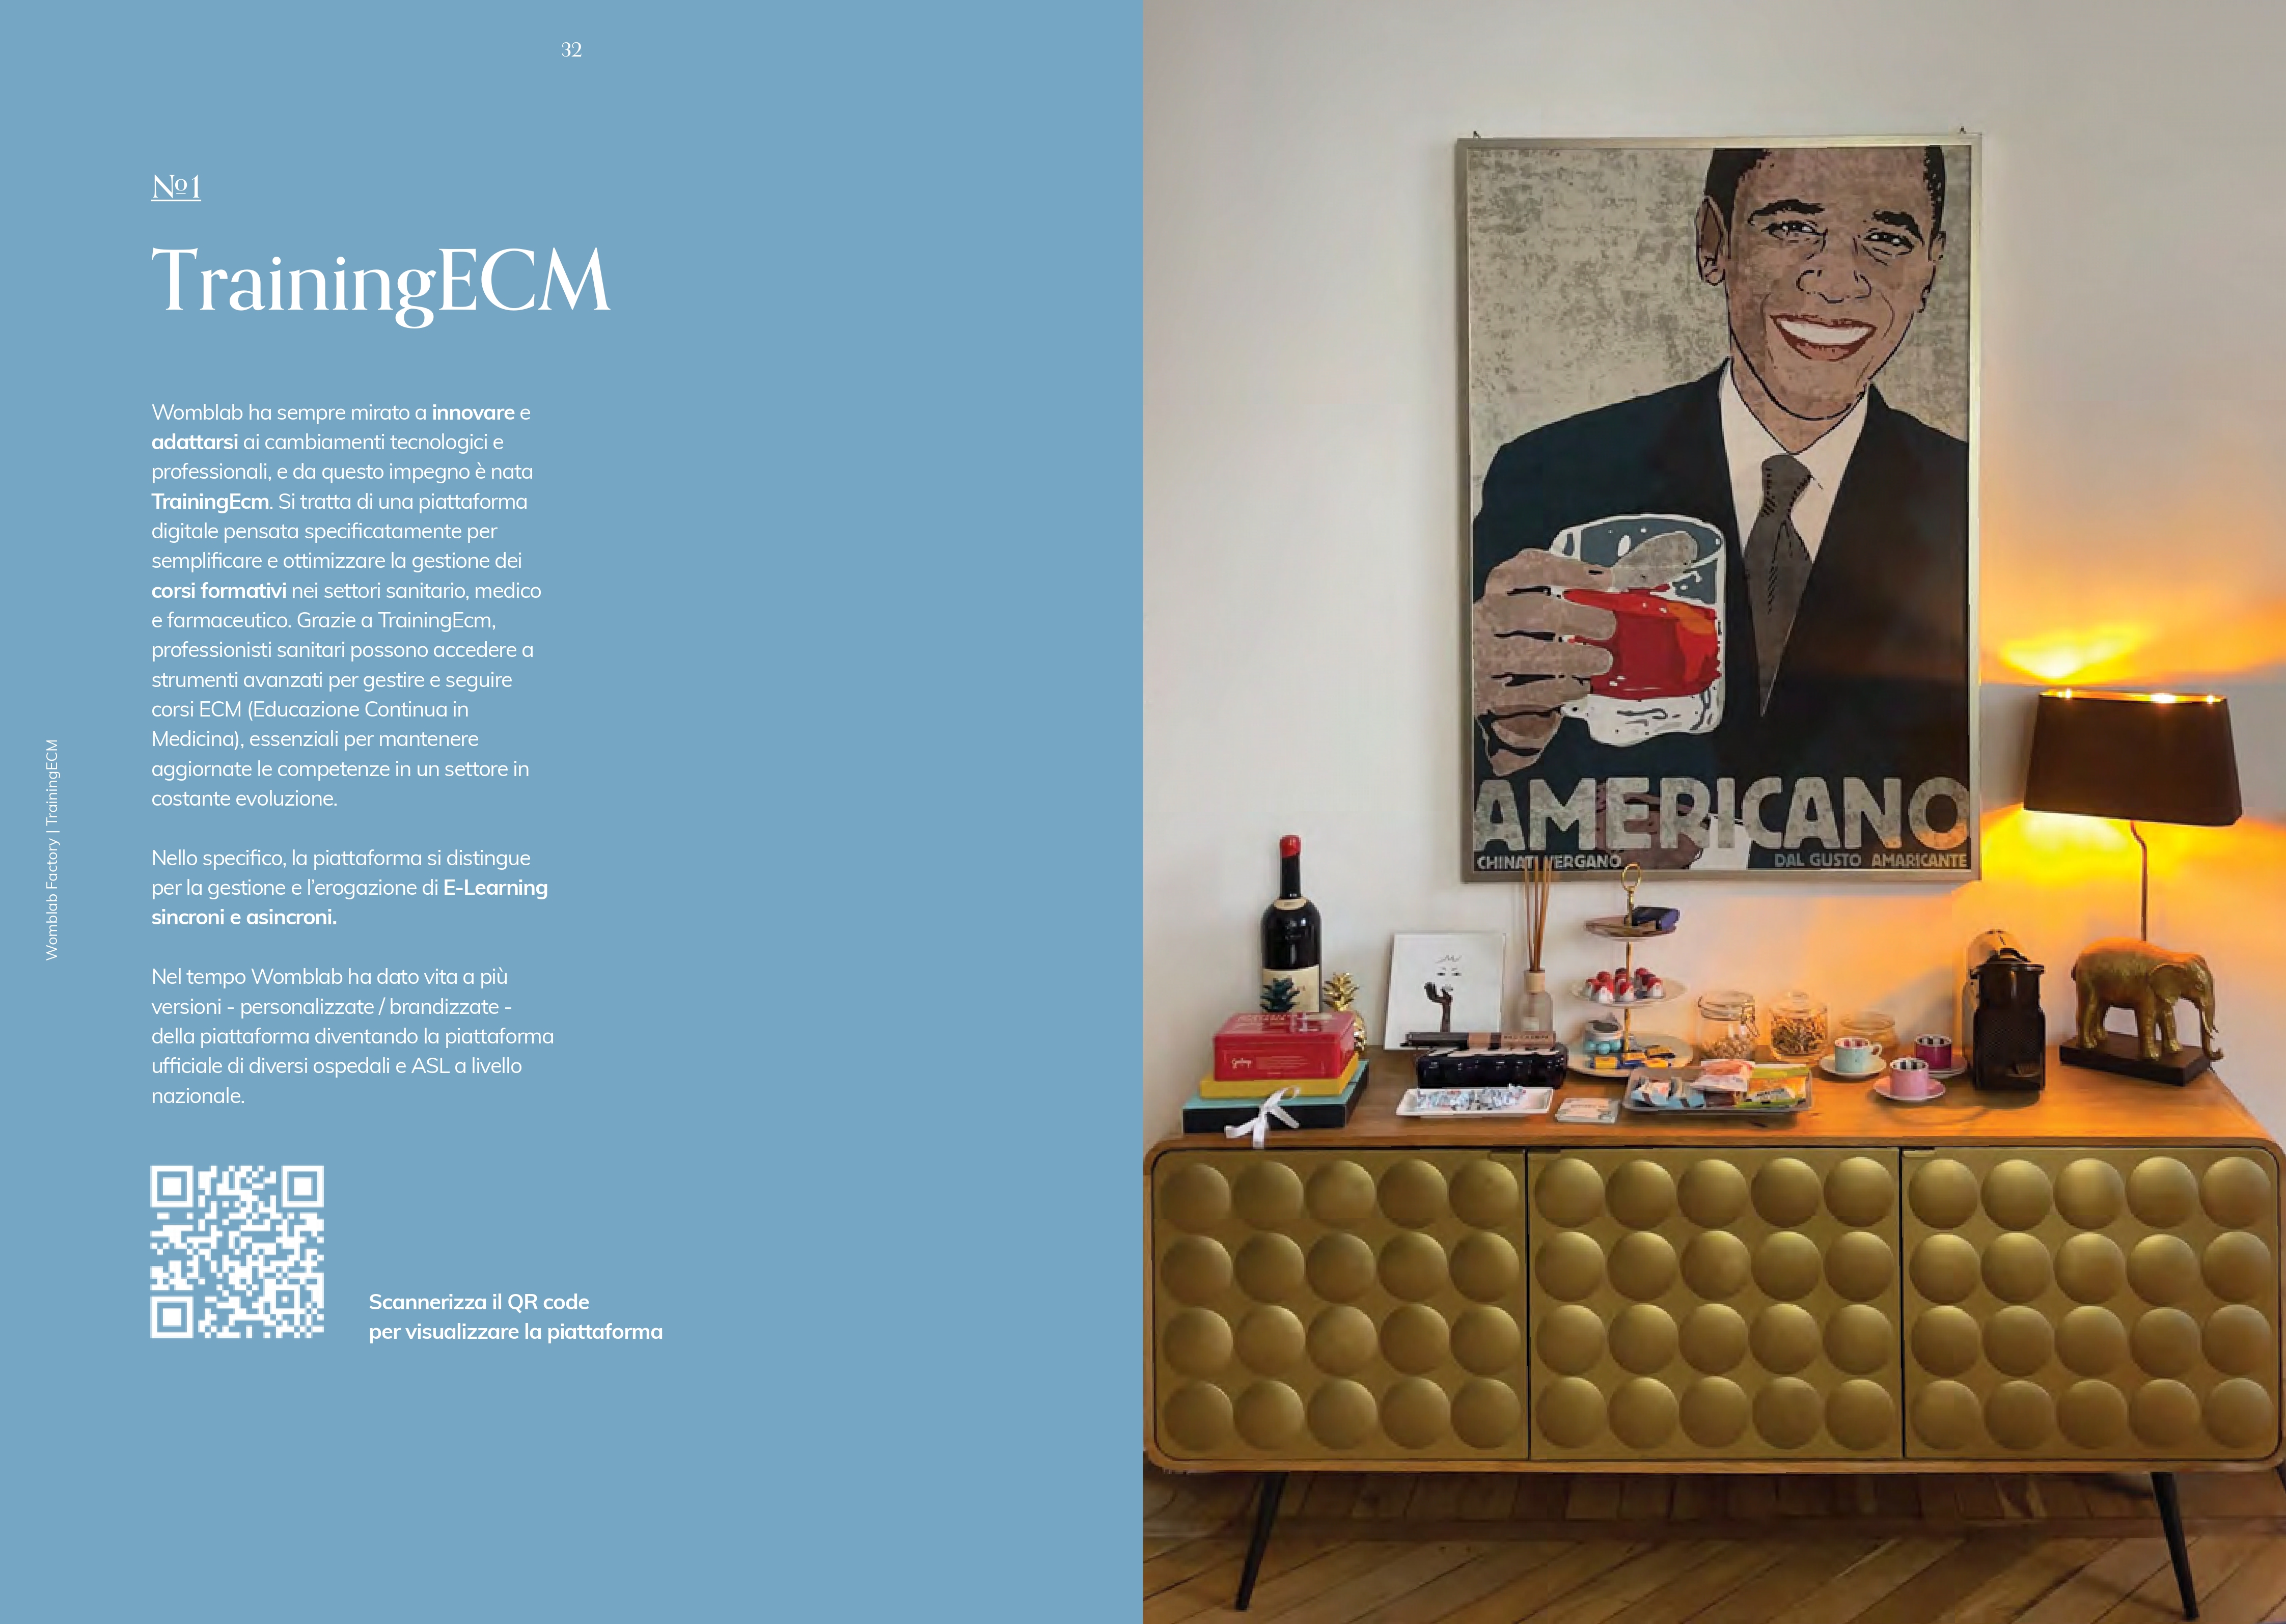 32
№1
TrainingECM
Womblab ha sempre mirato a innovare e
adattarsi ai cambiamenti tecnologici e
professionali, e da questo impegno è nata
TrainingEcm. Si tratta di una piattaforma
digitale pensata specificatamente per
semplificare e ottimizzare la gestione dei
corsi formativi nei settori sanitario, medico
e farmaceutico. Grazie a TrainingEcm,
professionisti sanitari possono accedere a
strumenti avanzati per gestire e seguire
corsi ECM (Educazione Continua in
Medicina), essenziali per mantenere
aggiornate le competenze in un settore in
costante evoluzione.
Nello specifico, la piattaforma si distingue
per la gestione e l'erogazione di E-Learning
sincroni e asincroni.
Nel tempo Womblab ha dato vita a più
versioni - personalizzate / brandizzate -
della piattaforma diventando la piattaforma
ufficiale di diversi ospedali e ASL a livello
nazionale.
Scannerizza il QR code
per visualizzare la piattaforma
Womblab Factory | TrainingECM
AMERICANO
DAL GUSTO AMARICANTE